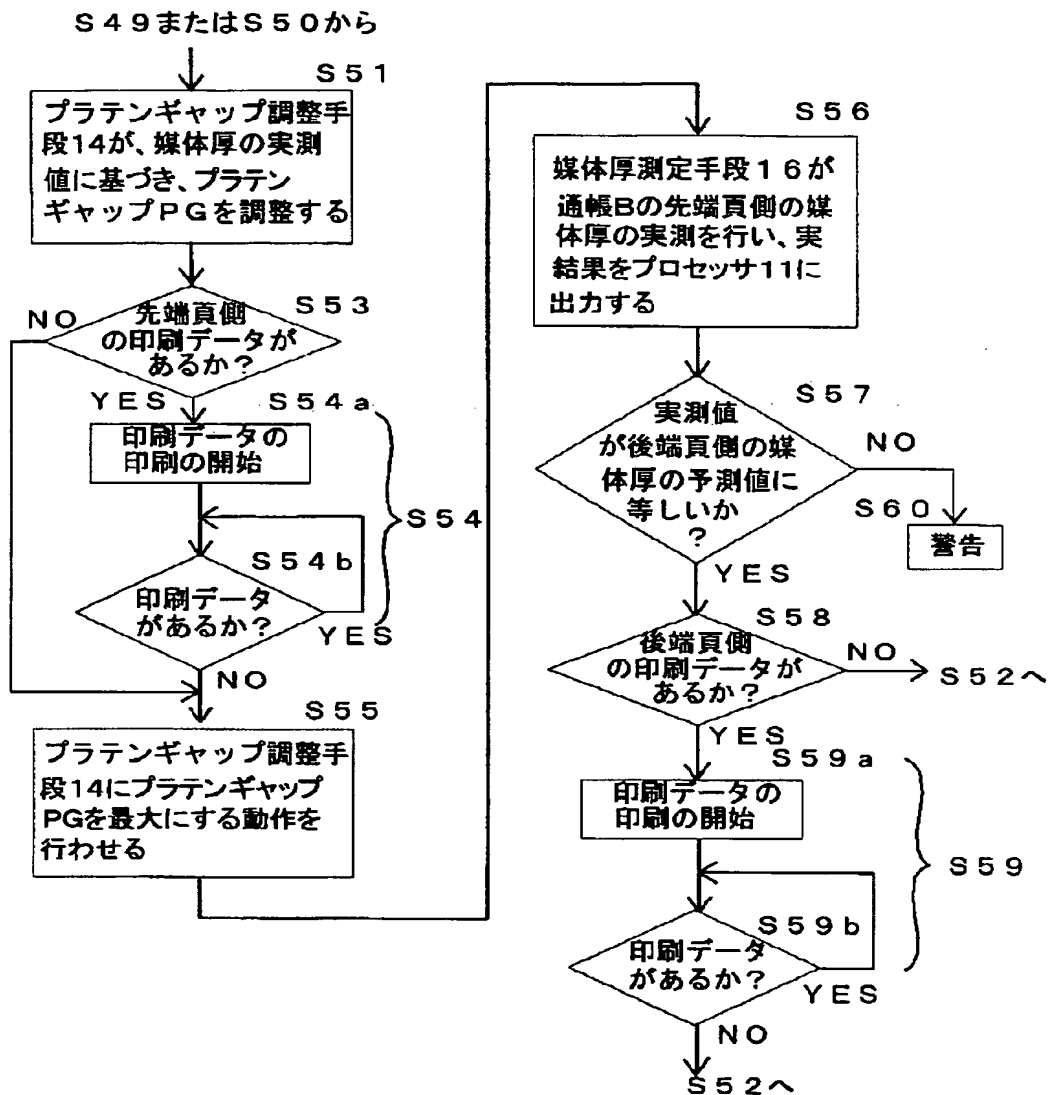 S49またはS50から
S51
プラテンギャップ調整手
段14が、媒体厚の実測
値に基づき、プラテン
ギャップPGを調整する
S53
先端頁側
の印刷データが
あるか?
NO
YES
S54a
印刷データの
印刷の開始
S54
S54b
印刷データ
があるか?
YES
NO
S55
プラテンギャップ調整手
段14にプラテンギャップ
PGを最大にする動作を
行わせる
S56
媒体厚測定手段16が
通帳Bの先端頁側の媒
体厚の実測を行い、実
結果をプロセッサ11に
出力する
S57
実測値
が後端頁側の媒
体厚の予測値に
等しいか
?
NO
S60
警告
YES
S58
後端頁側
の印刷データが
あるか?
NO
S52へ
YES
S59a
印刷データの
印刷の開始
S59
S59b
印刷データ
があるか?
YES
NO
S52へ